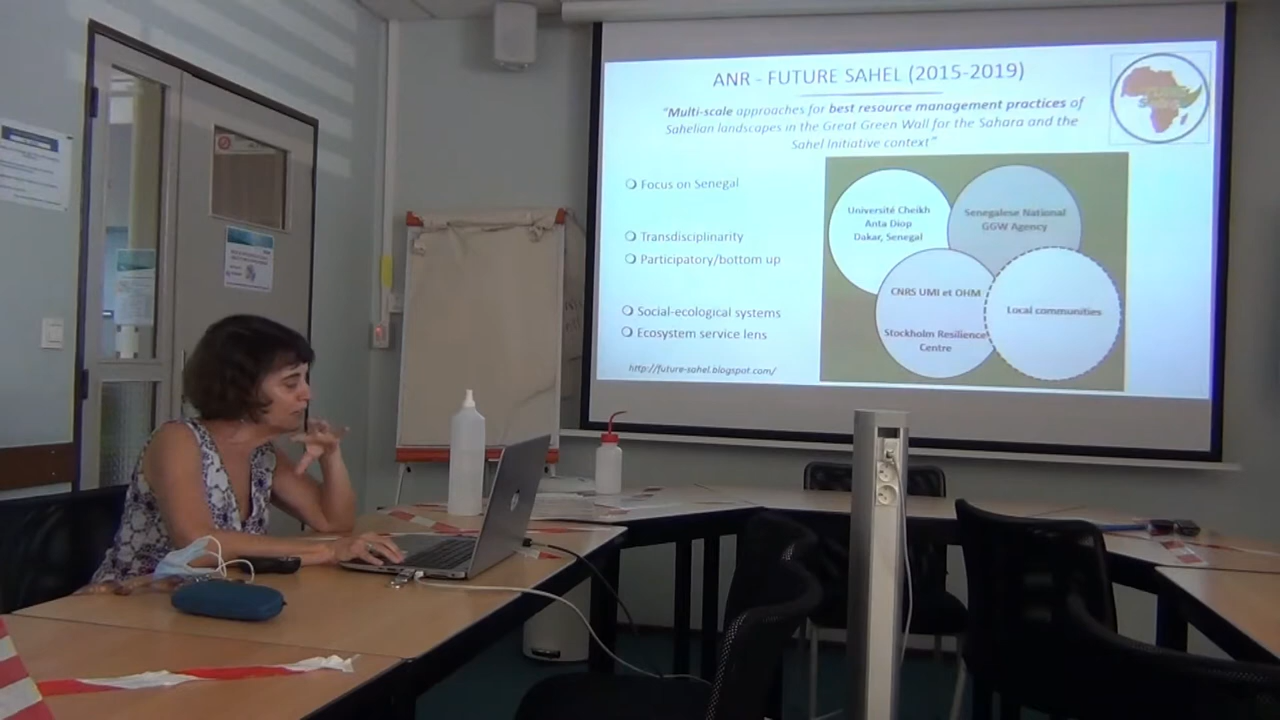 ANR - FUTURE SAHEL (2015-2019)
"Multi-scale approaches for best resource management practices of
Sahelian landscapes in the Great Green Wall for the Sahara and the
Sahel Initiative context"
❍ Focus on Senegal
❍ Transdisciplinarity
❍ Participatory/bottom up
❍ Social-ecological systems
❍ Ecosystem service lens
http://future-sahel.blogspot.com/
Université Cheikh
Anta Diop
Dakar, Senegal
Senegalese National
GGW Agency
CNRS UMI et OHM
Stockholm Resilience
Centre
Local communities